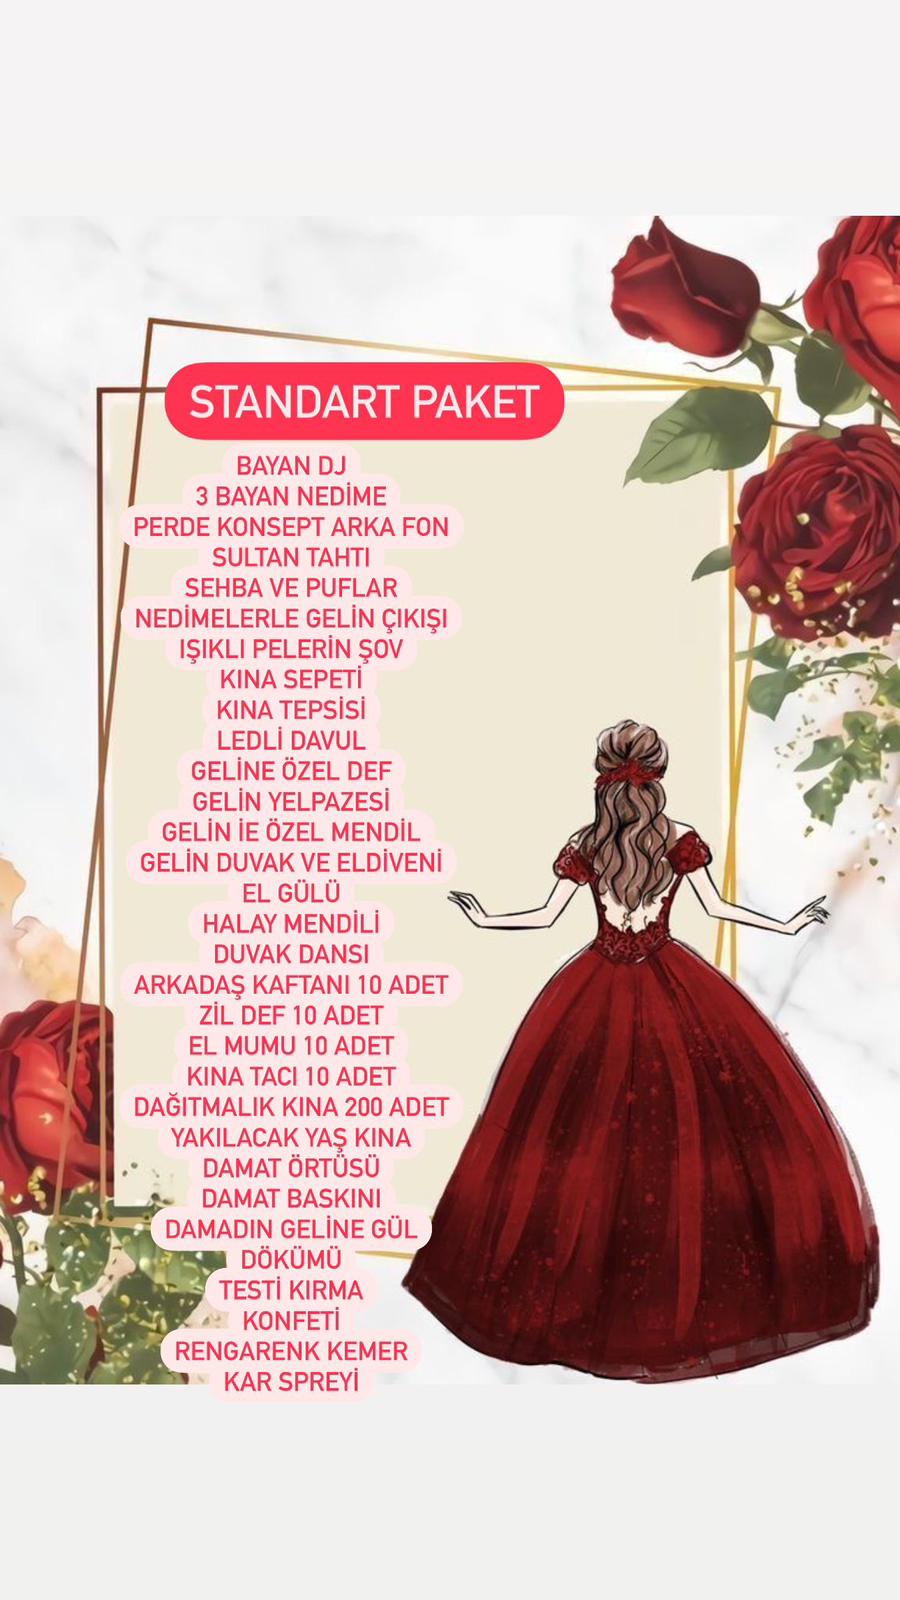 STANDART PAKET
BAYAN DJ
3 BAYAN NEDİME
PERDE KONSEPT ARKA FON
SULTAN TAHTI
SEHBA VE PUFLAR
NEDİMELERLE GELİN ÇIKIŞI
IŞIKLI PELERİN ŞOV
KINA SEPETİ
KINA TEPSİSİ
LEDLİ DAVUL
GELİNE ÖZEL DEF
GELİN YELPAZESİ
GELİN İE ÖZEL MENDİL
GELİN DUVAK VE ELDİVENİ
EL GÜLÜ
HALAY MENDİLİ
DUVAK DANSI
ARKADAŞ KAFTANI 10 ADET
ZİL DEF 10 ADET
EL MUMU 10 ADET
KINA TACI 10 ADET
DAĞITMALIK KINA 200 ADET
YAKILACAK YAŞ KINA
DAMAT ÖRTÜSÜ
DAMAT BASKINI
DAMADIN GELİNE GÜL
DÖKÜMÜ
TESTİ KIRMA
KONFETİ
RENGARENK KEMER
KAR SPREYİ